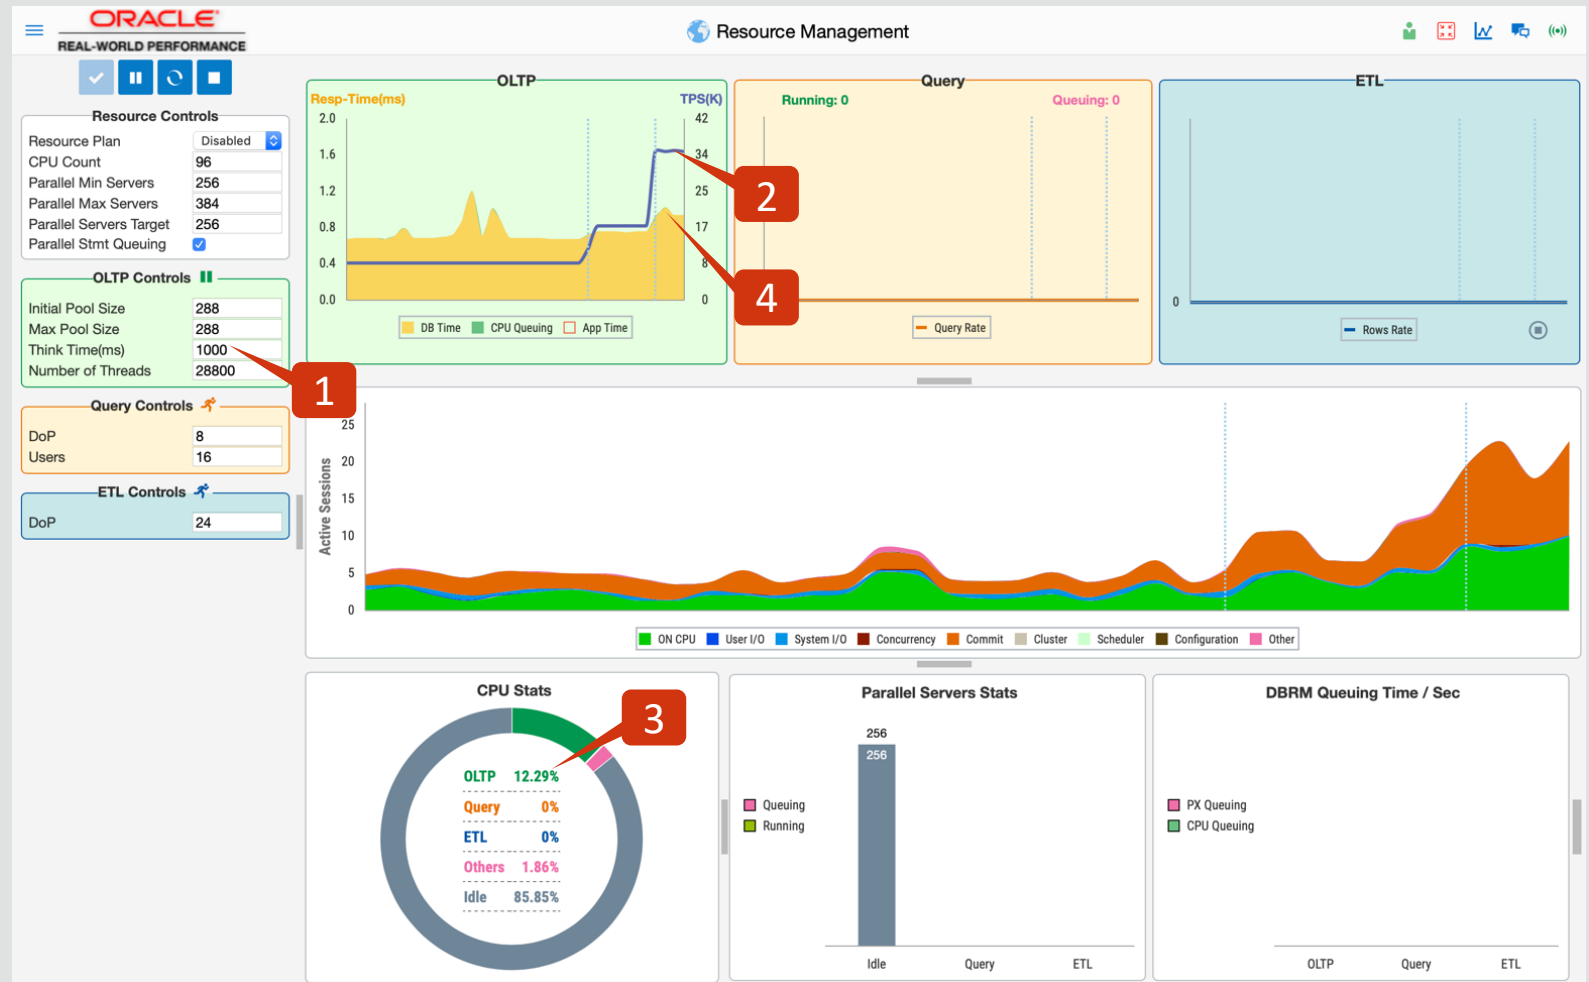 ORACLE
REAL-WORLD PERFORMANCE
Resource Management
Resource Controls
Resource Plan Disabled
CPU Count 96
Parallel Min Servers 256
Parallel Max Servers 384
Parallel Servers Target 256
Parallel Stmt Queuing
OLTP Controls
Initial Pool Size 288
Max Pool Size 288
Think Time(ms) 1000
Number of Threads 28800
1
Query Controls
DoP 8
Users 16
ETL Controls
DoP 24
OLTP
Resp-Time(ms) TPS(K)
2.0 42
1.6 34
1.2 25
0.8 17
0.4 8
0.0 0
2
4
DB Time CPU Queuing App Time
Query
Running: 0 Queuing: 0
Query Rate
ETL
0
Rows Rate
Active Sessions
25
20
15
10
5
0
ON CPU User I/O System I/O Concurrency Commit Cluster Scheduler Configuration Other
CPU Stats
3
OLTP 12.29%
Query 0%
ETL 0%
Others 1.86%
Idle 85.85%
Parallel Servers Stats
256
256
Queuing
Running
Idle Query ETL
DBRM Queuing Time / Sec
PX Queuing
CPU Queuing
OLTP Query ETL